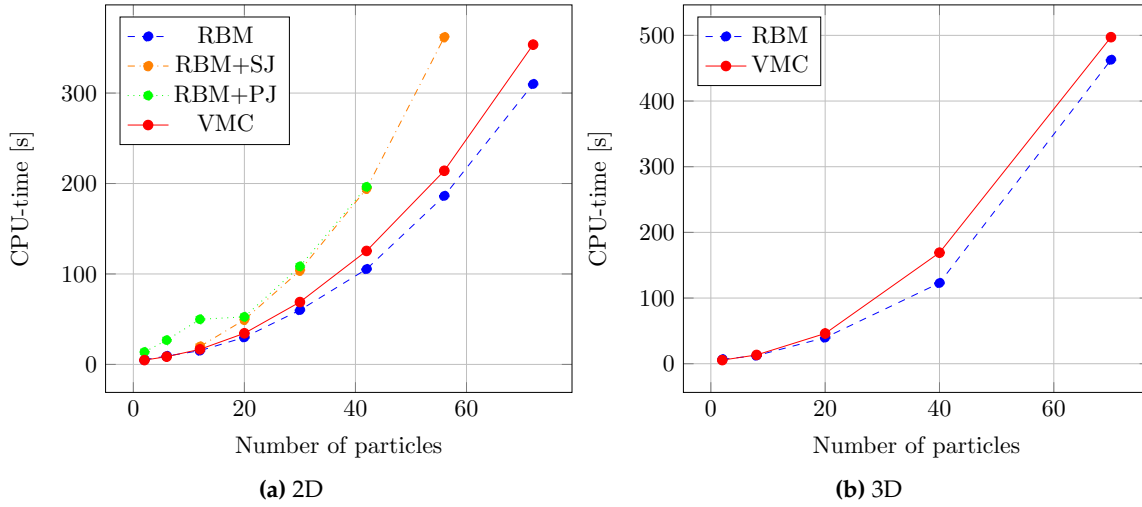 RBM
RBM+SJ
RBM+PJ
VMC
CPU-time [s]
300
200
100
0
0
20
40
60
Number of particles
(a) 2D
RBM
VMC
CPU-time [s]
500
400
300
200
100
0
0
20
40
60
Number of particles
(b) 3D